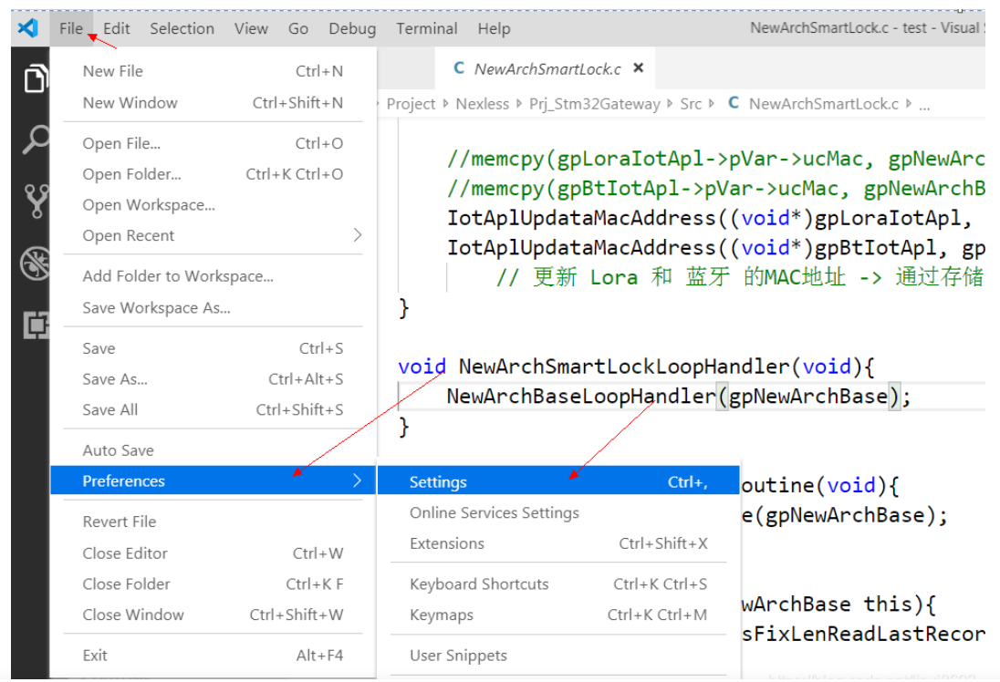 File Edit Selection View Go Debug Terminal Help NewArchSmartLock.c - test - Visual
C NewArchSmartLock.c ×
Project Nexless Prj_Stm32Gateway Src C NewArchSmartLock.c ...
New File Ctrl+N
New Window Ctrl+Shift+N
Open File... Ctrl+O
Open Folder... Ctrl+K Ctrl+O
Open Workspace...
Open Recent
Add Folder to Workspace...
Save Workspace As...
Save Ctrl+S
Save As... Ctrl+Alt+S
Save All Ctrl+Shift+S
Auto Save
Preferences
Revert File
Close Editor Ctrl+W
Close Folder Ctrl+K F
Close Window Ctrl+Shift+W
Exit Alt+F4
Settings Ctrl+,
Online Services Settings
Extensions Ctrl+Shift+X
Keyboard Shortcuts Ctrl+K Ctrl+S
Keymaps Ctrl+K Ctrl+M
User Snippets
//memcpy(gpLoraIotApl->pVar->ucMac, gpNewArc
//memcpy(gpBtIotApl->pVar->ucMac, gpNewArchB
IotAplUpdataMacAddress((void*)gpLoraIotApl,
IotAplUpdataMacAddress((void*)gpBtIotApl, gp
// 更新 Lora 和 蓝牙 的MAC地址 -> 通过存储
}
void NewArchSmartLockLoopHandler(void){
NewArchBaseLoopHandler(gpNewArchBase);
}
outine(void){
e(gpNewArchBase);
wArchBase this){
sFixLenReadLastRecor